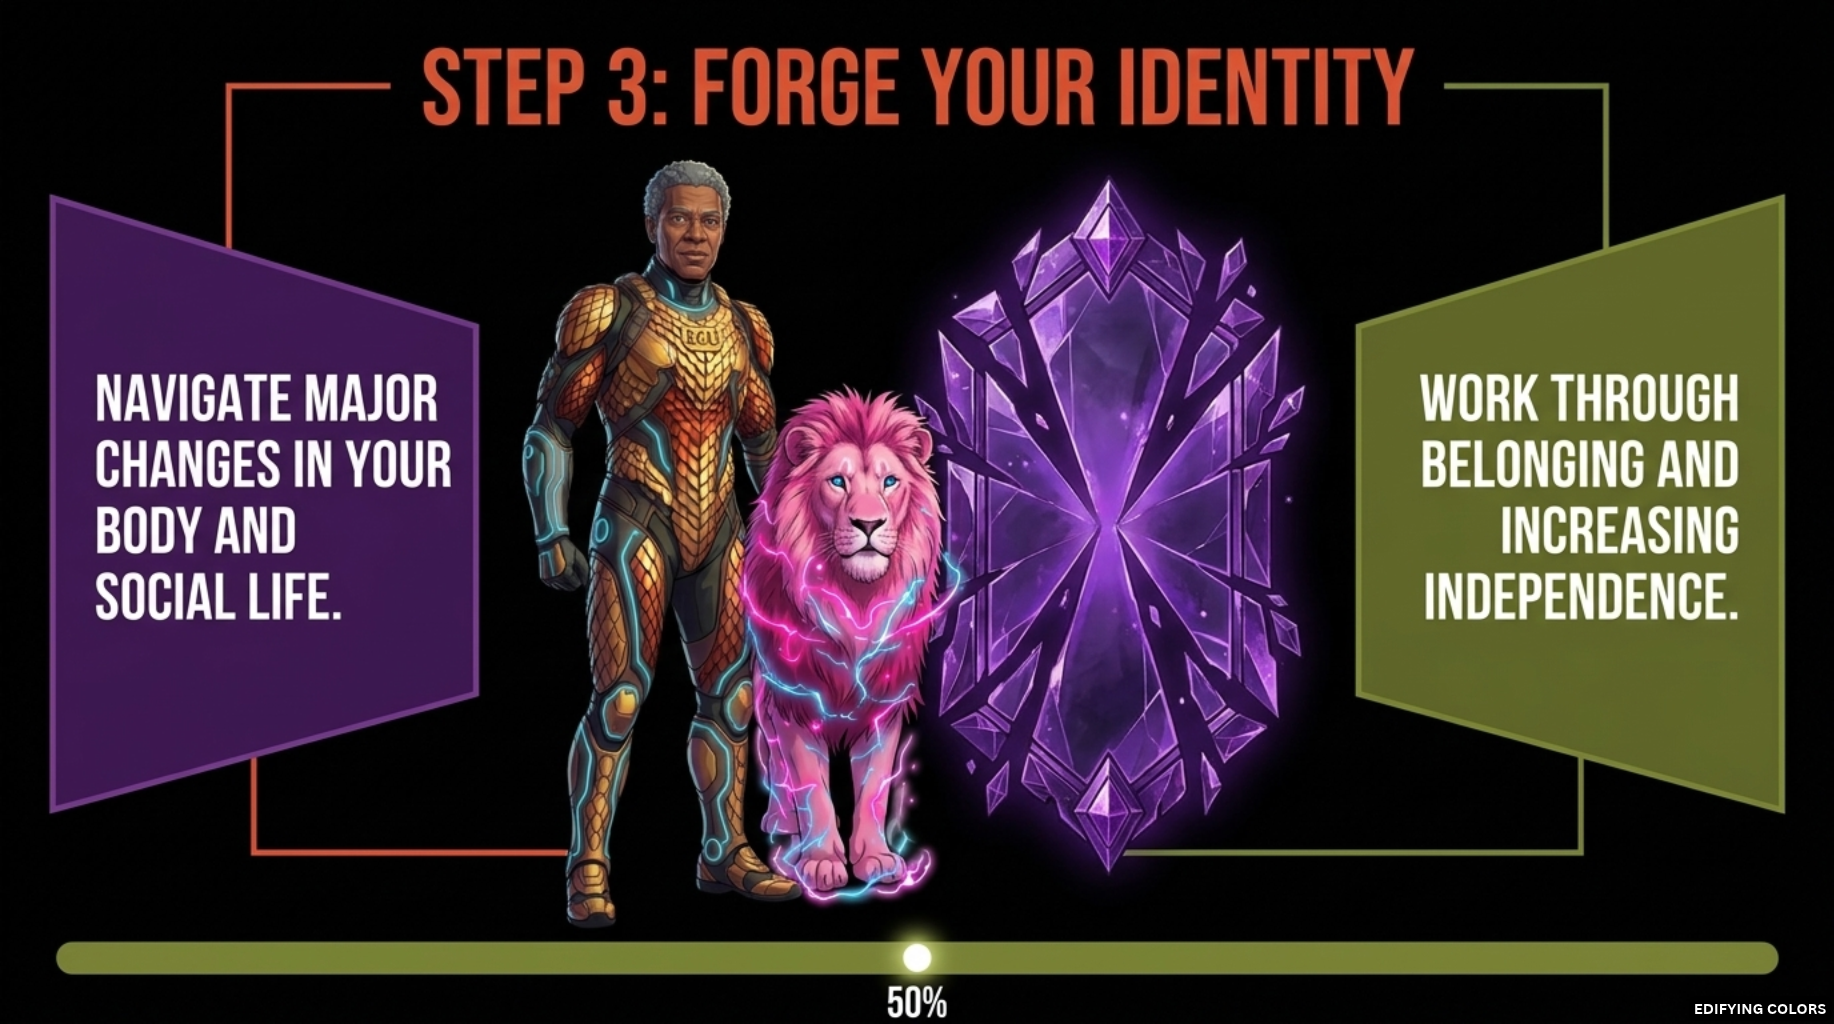 STEP 3: FORGE YOUR IDENTITY
NAVIGATE MAJOR
CHANGES IN YOUR
BODY AND
SOCIAL LIFE.
WORK THROUGH
BELONGING AND
INCREASING
INDEPENDENCE.
50%
EDIFYING COLORS